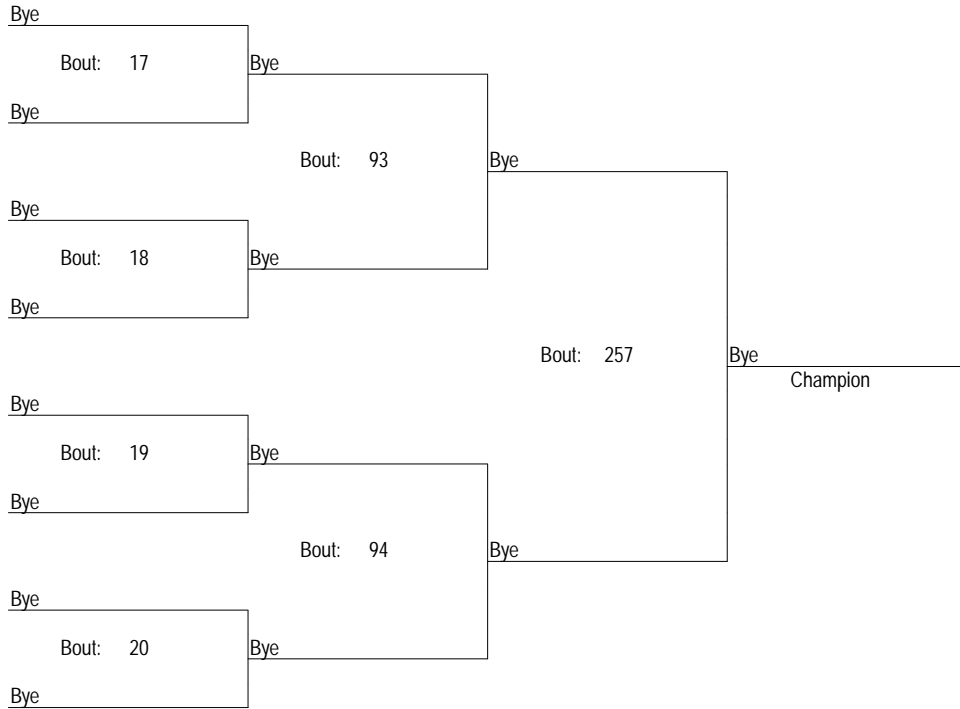 Bye
Bout: 17 Bye
Bye
Bout: 93 Bye
Bye
Bout: 18 Bye
Bye
Bout: 257 Bye
Champion
Bye
Bout: 19 Bye
Bye
Bout: 94 Bye
Bye
Bout: 20 Bye
Bye